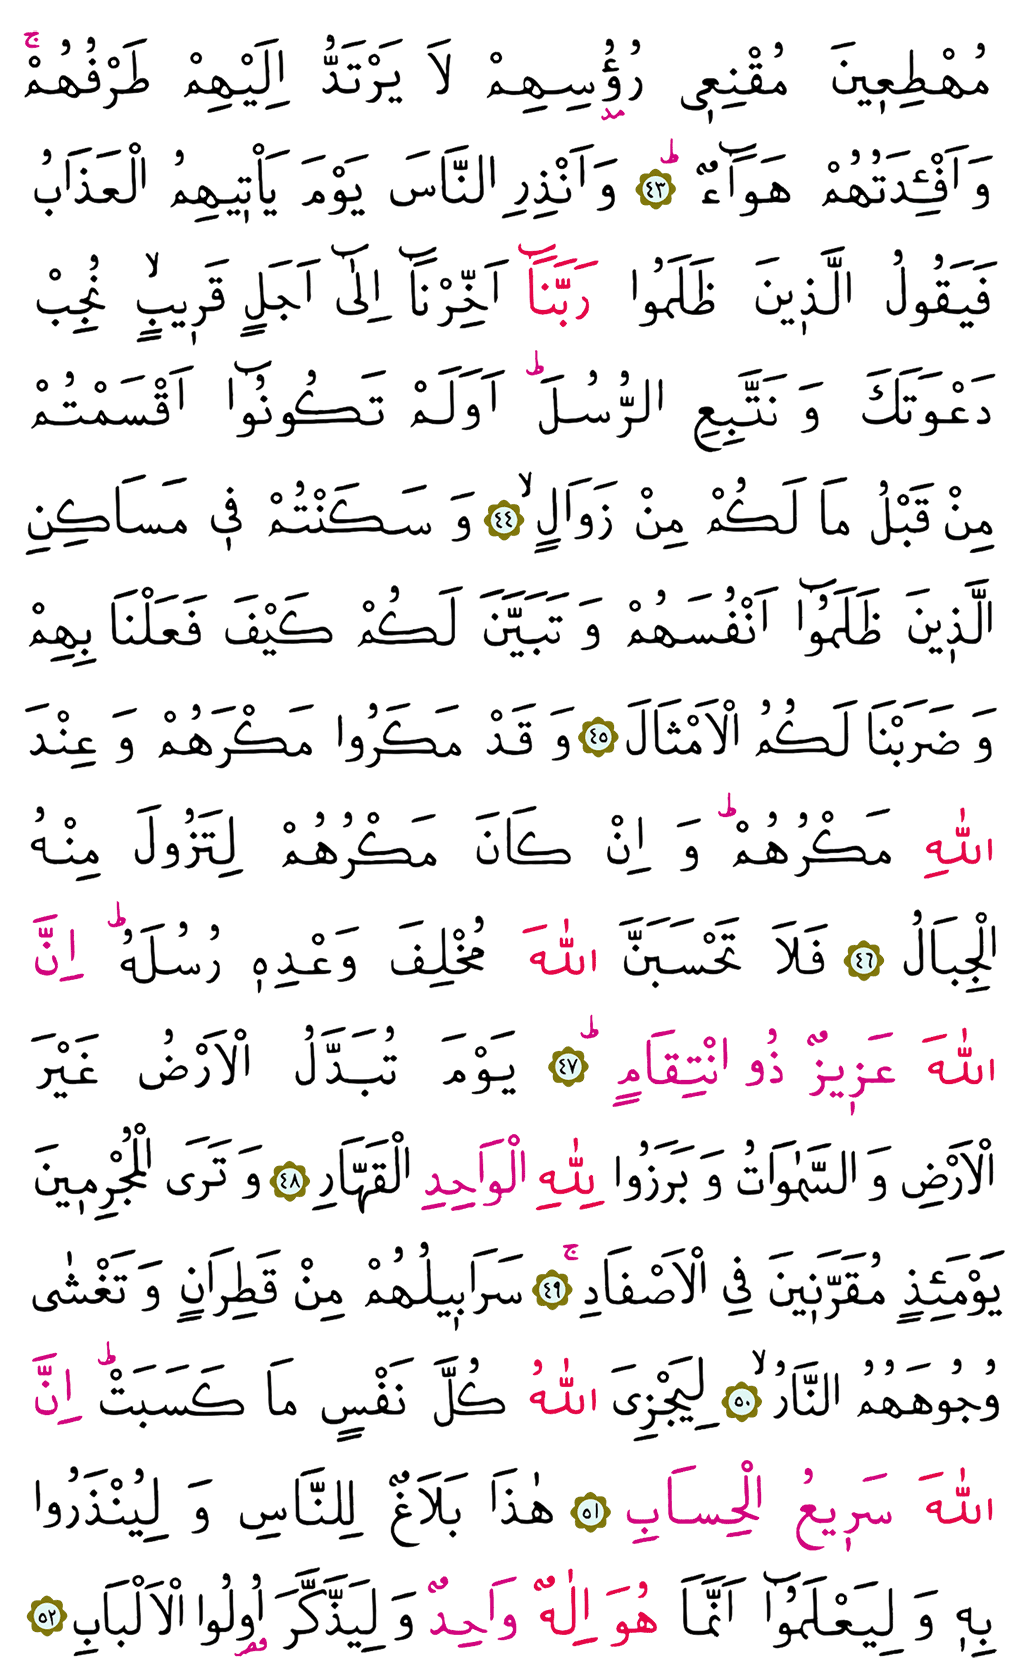 مُهْطِعٖينَ مُقْنِعٖى رُؤُسِهِمْ لَا يَرْتَدُّ اِلَيْهِمْ طَرْفُهُمْۚ
وَاَفْـِٔدَتُهُمْ هَوَٓاءٌؕ ﴿٤٣﴾ وَاَنْذِرِ النَّاسَ يَوْمَ يَاْتٖيهِمُ الْعَذَابُ
فَيَقُولُ الَّذٖينَ ظَلَمُوا رَبَّنَٓا اَخِّرْنَٓا اِلٰٓى اَجَلٍ قَرٖيبٍۙ نُجِبْ
دَعْوَتَكَ وَ نَتَّبِعِ الرُّسُلَؕ اَوَلَمْ تَكُونُٓوا اَقْسَمْتُمْ
مِنْ قَبْلُ مَا لَكُمْ مِنْ زَوَالٍۙ ﴿٤٤﴾ وَ سَكَنْتُمْ فٖى مَسَاكِنِ
الَّذٖينَ ظَلَمُٓوا اَنْفُسَهُمْ وَ تَبَيَّنَ لَكُمْ كَيْفَ فَعَلْنَا بِهِمْ
وَ ضَرَبْنَا لَكُمُ الْاَمْثَالَ ﴿٤٥﴾ وَ قَدْ مَكَرُوا مَكْرَهُمْ وَ عِنْدَ
اللّٰهِ مَكْرُهُمْؕ وَ اِنْ كَانَ مَكْرُهُمْ لِتَزُولَ مِنْهُ
الْجِبَالُ ﴿٤٦﴾ فَلَا تَحْسَبَنَّ اللّٰهَ مُخْلِفَ وَعْدِهٖ رُسُلَهُؕ اِنَّ
اللّٰهَ عَزٖيزٌ ذُو انْتِقَامٍؕ ﴿٤٧﴾ يَوْمَ تُبَدَّلُ الْاَرْضُ غَيْرَ
الْاَرْضِ وَ السَّمٰوَاتُ وَ بَرَزُوا لِلّٰهِ الْوَاحِدِ الْقَهَّارِ ﴿٤٨﴾ وَ تَرَى الْمُجْرِمٖينَ
يَوْمَئِذٍ مُقَرَّنٖينَ فِى الْاَصْفَادِۚ ﴿٤٩﴾ سَرَابٖيلُهُمْ مِنْ قَطِرَانٍ وَ تَغْشٰى
وُجُوهَهُمُ النَّارُۙ ﴿٥٠﴾ لِيَجْزِىَ اللّٰهُ كُلَّ نَفْسٍ مَا كَسَبَتْؕ اِنَّ
اللّٰهَ سَرٖيعُ الْحِسَابِ ﴿٥١﴾ هٰذَا بَلَاغٌ لِلنَّاسِ وَ لِيُنْذَرُوا
بِهٖ وَ لِيَعْلَمُٓوا اَنَّمَا هُوَ اِلٰهٌ وَاحِدٌ وَ لِيَذَّكَّرَ اُولُوا الْاَلْبَابِ ﴿٥٢﴾